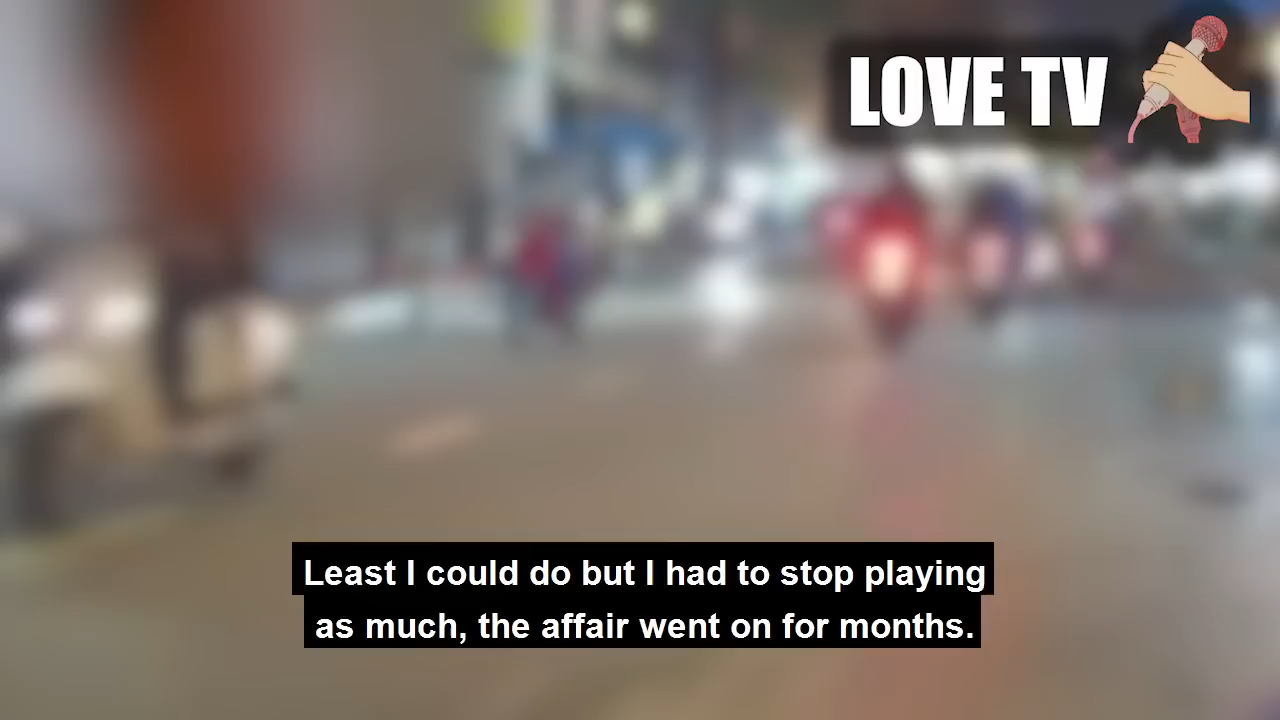 LOVE TV
Least I could do but I had to stop playing
as much, the affair went on for months.